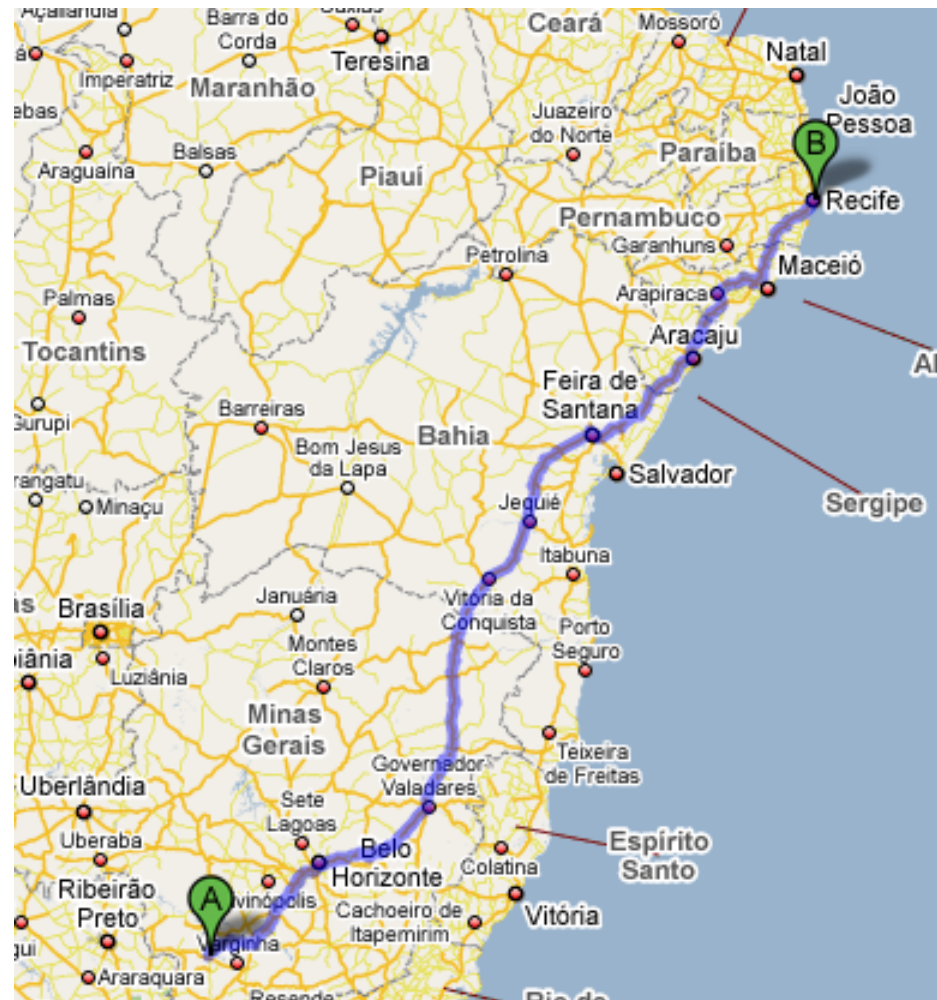 Açailândia
Barra do
Corda
Teresina
Ceará
Mossoró
Natal
Imperatriz
Maranhão
João
Pessoa
Juazeiro
do Norte
Paraíba
B
Araguaína
Balsas
Piauí
Recife
Pernambuco
Garanhuns
Petrolina
Maceió
Arapiraca
Palmas
Tocantins
Aracaju
Feira de
Santana
Barreiras
Bahia
Bom Jesus
da Lapa
Salvador
Minaçu
Jequié
Sergipe
Itabuna
Januária
Vitória da
Conquista
Brasília
Porto
Seguro
Montes
Claros
Luziânia
Minas
Gerais
Teixeira
de Freitas
Governador
Valadares
Uberlândia
Sete
Lagoas
Espírito
Santo
Uberaba
Belo
Horizonte
Colatina
Ribeirão
Preto
A
vinópolis
Cachoeiro de
Itapemirim
Vitória
Varginha
Araraquara
Resende
Rio de